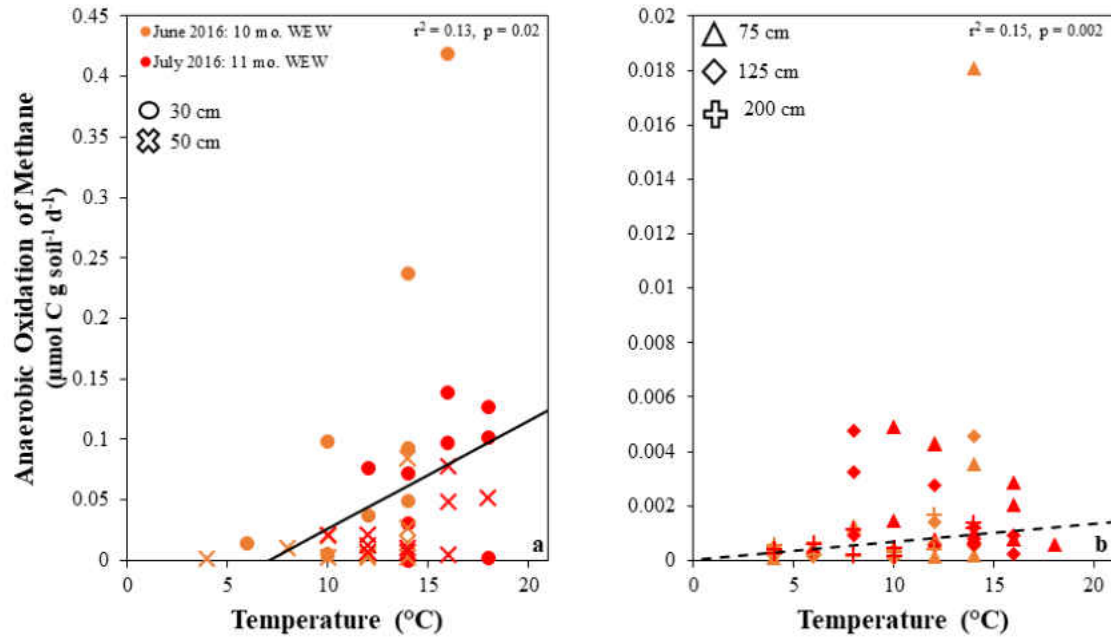 Anaerobic Oxidation of Methane
(µmol C g soil⁻¹ d⁻¹)
0.45
0.4
0.35
0.3
0.25
0.2
0.15
0.1
0.05
0
June 2016: 10 mo. WEW
July 2016: 11 mo. WEW
30 cm
50 cm
r² = 0.13, p = 0.02
a
0 5 10 15 20
Temperature (°C)
0.02
0.018
0.016
0.014
0.012
0.01
0.008
0.006
0.004
0.002
0
75 cm
125 cm
200 cm
r² = 0.15, p = 0.002
b
0 5 10 15 20
Temperature (°C)